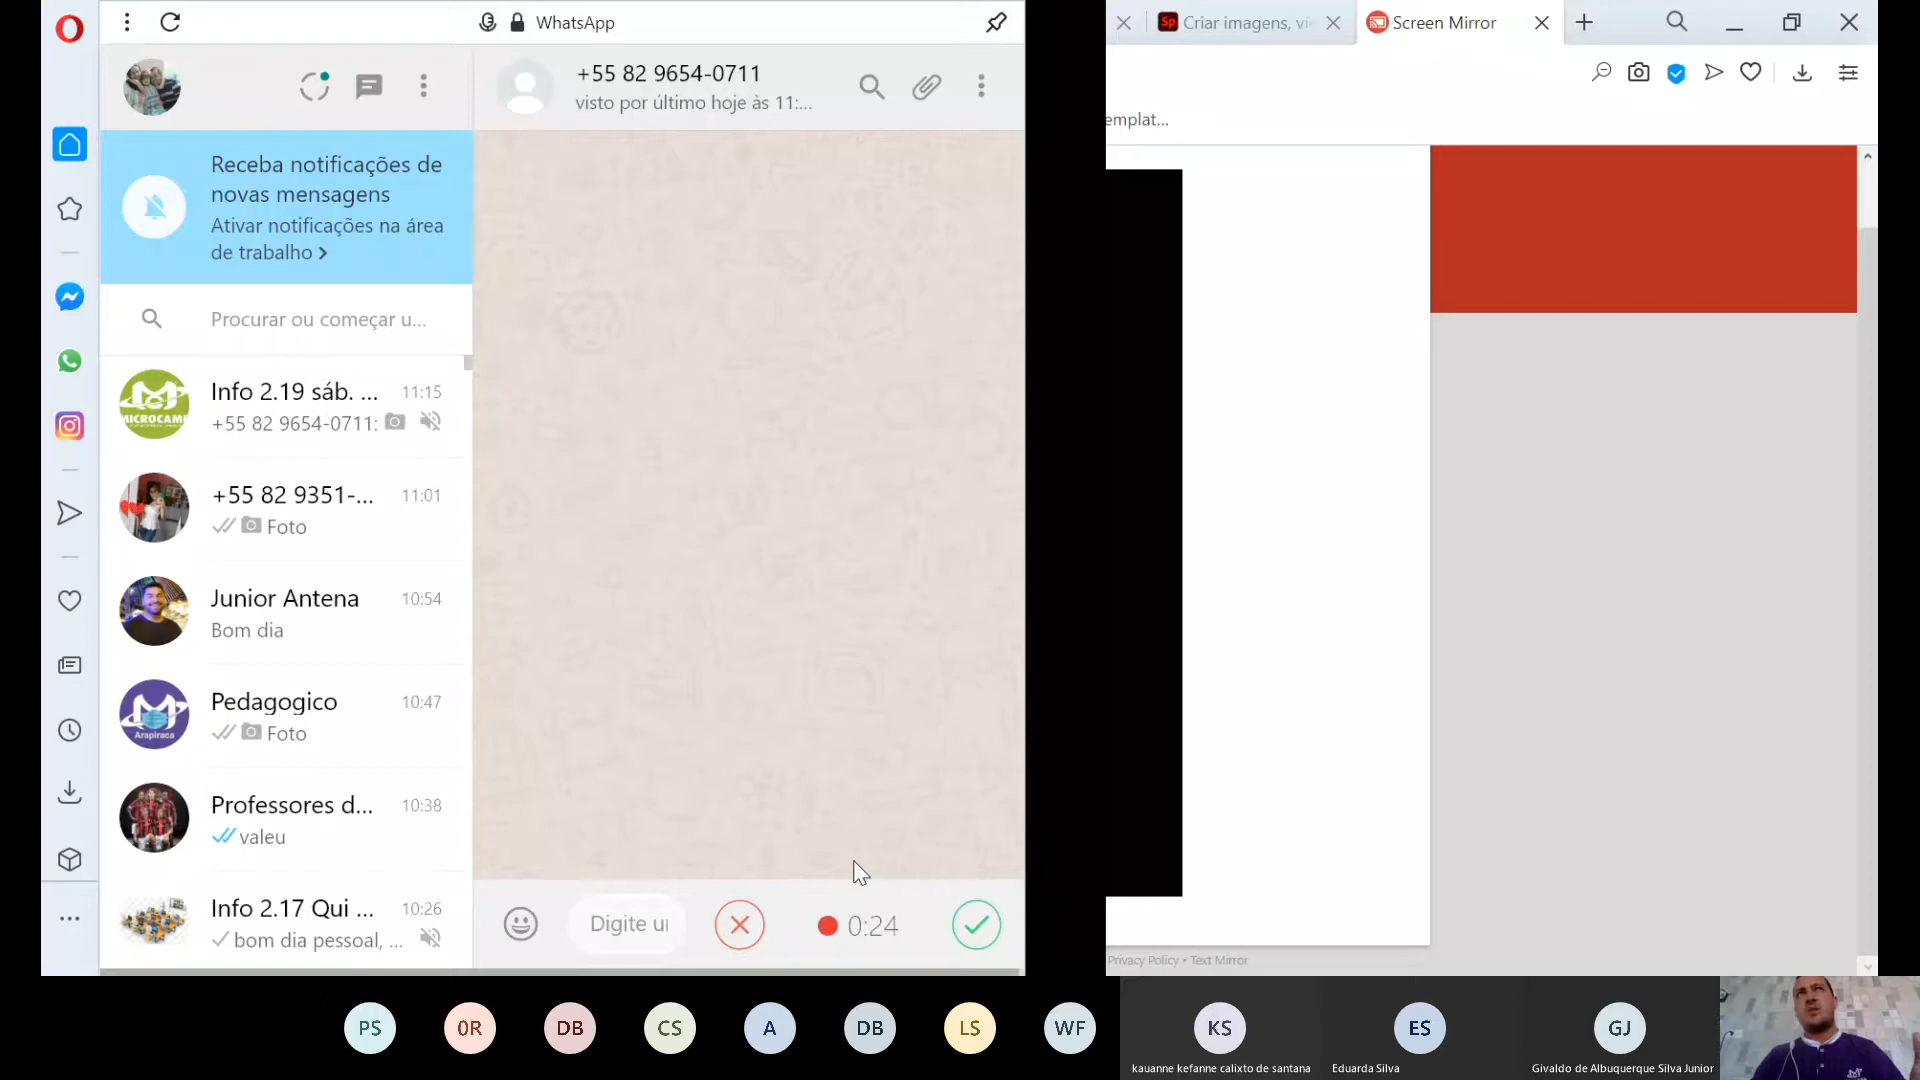 WhatsApp
Sp Criar imagens, ví
Screen Mirror
+55 82 9654-0711
visto por último hoje às 11:...
emplat...
Receba notificações de
novas mensagens
Ativar notificações na área
de trabalho >
Procurar ou começar u...
Info 2.19 sáb. ... 11:15
+55 82 9654-0711:
MICROCAMP
+55 82 9351-... 11:01
Foto
Junior Antena 10:54
Bom dia
Pedagogico 10:47
Foto
Arapiraca
Professores d... 10:38
valeu
Info 2.17 Qui ... 10:26
bom dia pessoal, ...
Digite u
0:24
Privacy Policy • Text Mirror
PS
0R
DB
CS
A
DB
LS
WF
KS
ES
GJ
kauanne kefanne calixto de santana
Eduarda Silva
Givaldo de Albuquerque Silva Junior